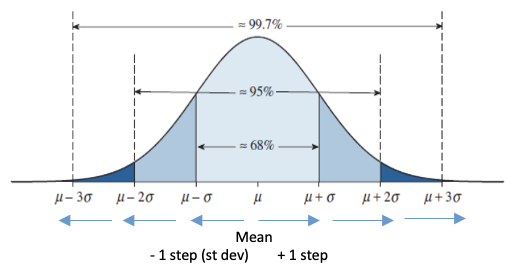 ≈ 99.7%
≈ 95%
≈ 68%
μ − 3σ μ − 2σ μ − σ μ μ + σ μ + 2σ μ + 3σ
Mean
- 1 step (st dev) + 1 step